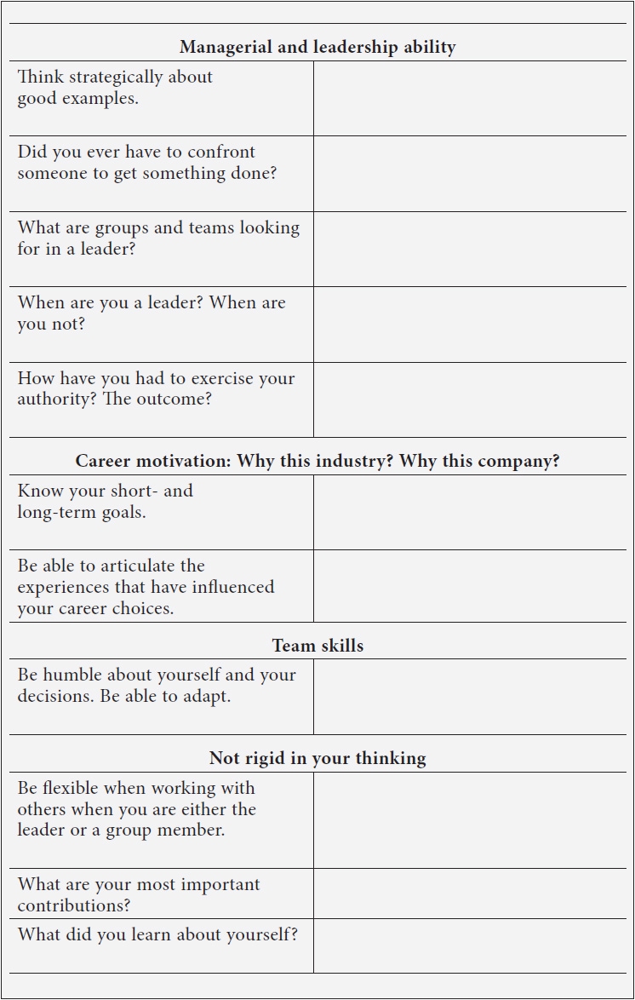 Managerial and leadership ability
Think strategically about
good examples.
Did you ever have to confront
someone to get something done?
What are groups and teams looking
for in a leader?
When are you a leader? When are
you not?
How have you had to exercise your
authority? The outcome?
Career motivation: Why this industry? Why this company?
Know your short- and
long-term goals.
Be able to articulate the
experiences that have influenced
your career choices.
Team skills
Be humble about yourself and your
decisions. Be able to adapt.
Not rigid in your thinking
Be flexible when working with
others when you are either the
leader or a group member.
What are your most important
contributions?
What did you learn about yourself?